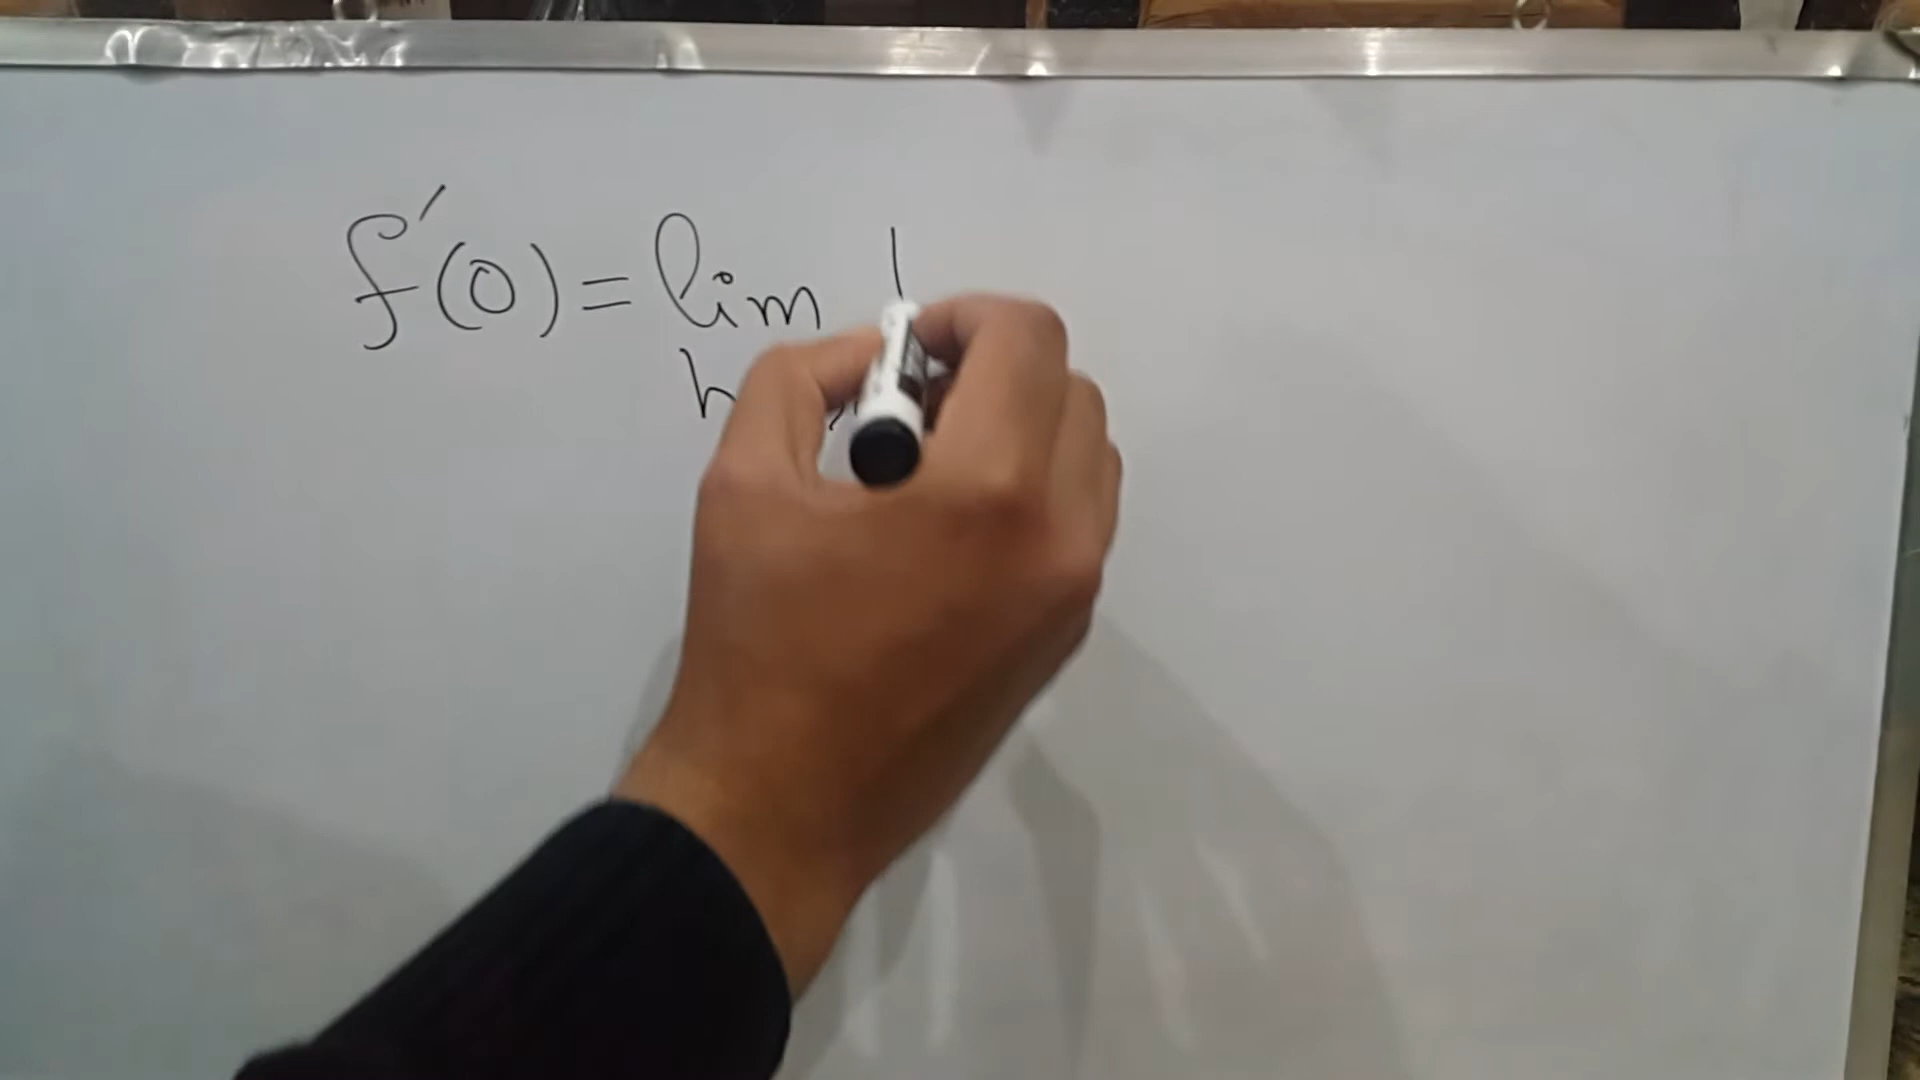 f'(0) = lim
h